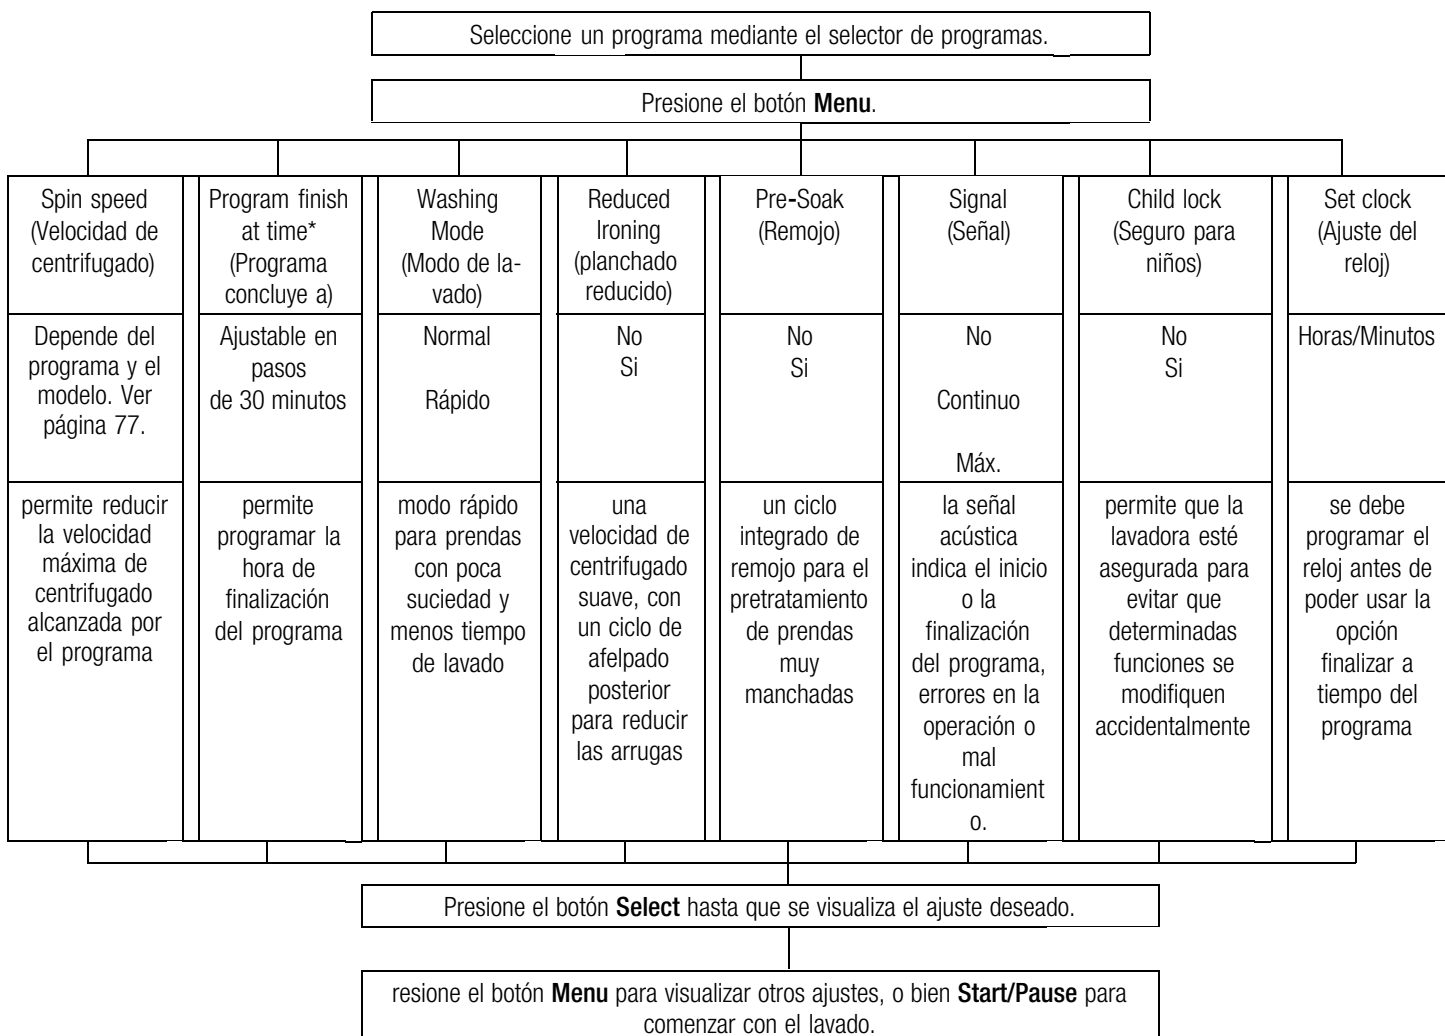 Seleccione un programa mediante el selector de programas.
Presione el botón Menu.
Spin speed
(Velocidad de
centrifugado)
Program finish
at time*
(Programa
concluye a)
Washing
Mode
(Modo de la-
vado)
Reduced
Ironing
(planchado
reducido)
Pre-Soak
(Remojo)
Signal
(Señal)
Child lock
(Seguro para
niños)
Set clock
(Ajuste del
reloj)
Depende del
programa y el
modelo. Ver
página 77.
Ajustable en
pasos
de 30 minutos
Normal
Rápido
No
Si
No
Si
No
Continuo
Máx.
No
Si
Horas/Minutos
permite reducir
la velocidad
máxima de
centrifugado
alcanzada por
el programa
permite
programar la
hora de
finalización
del programa
modo rápido
para prendas
con poca
suciedad y
menos tiempo
de lavado
una
velocidad de
centrifugado
suave, con
un ciclo de
afelpado
posterior
para reducir
las arrugas
un ciclo
integrado de
remojo para el
pretratamiento
de prendas
muy
manchadas
la señal
acústica
indica el inicio
o la
finalización
del programa,
errores en la
operación o
mal
funcionamient
o.
permite que la
lavadora esté
asegurada para
evitar que
determinadas
funciones se
modifiquen
accidentalmente
se debe
programar el
reloj antes de
poder usar la
opción
finalizar a
tiempo del
programa
Presione el botón Select hasta que se visualiza el ajuste deseado.
resione el botón Menu para visualizar otros ajustes, o bien Start/Pause para
comenzar con el lavado.